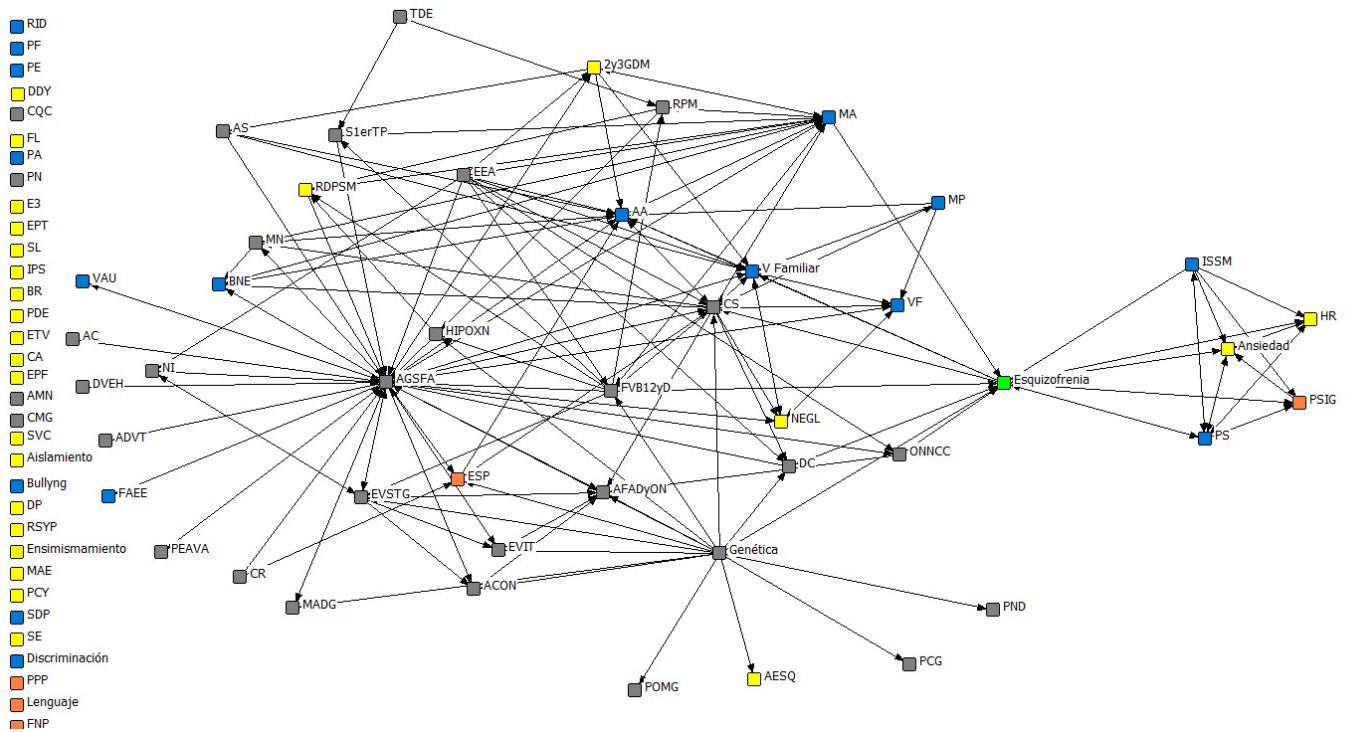 RID
PF
PE
DDY
CQC
FL
PA
PN
E3
EPT
SL
IPS
BR
PDE
ETV
CA
EPF
AMN
CMG
SVC
Aislamiento
Bullyng
DP
RSYP
Ensimismamiento
MAE
PCY
SDP
SE
Discriminación
PPP
Lenguaje
FNP
TDE
2y3GDM
RPM
MA
AS
S1erTP
EEA
RDPSM
AA
MP
MN
V Familiar
ISSM
VAU
BNE
CS
VF
HR
AC
HIPOXN
Ansiedad
NI
AGSFA
FVB12yD
Esquizofrenia
DVEH
PSIG
NEGL
PS
ADVT
ONNCC
DC
ESP
FAEE
EVSTG
AFADyON
PEAVA
EVIT
Genética
CR
ACON
MADG
PND
PCG
AESQ
POMG